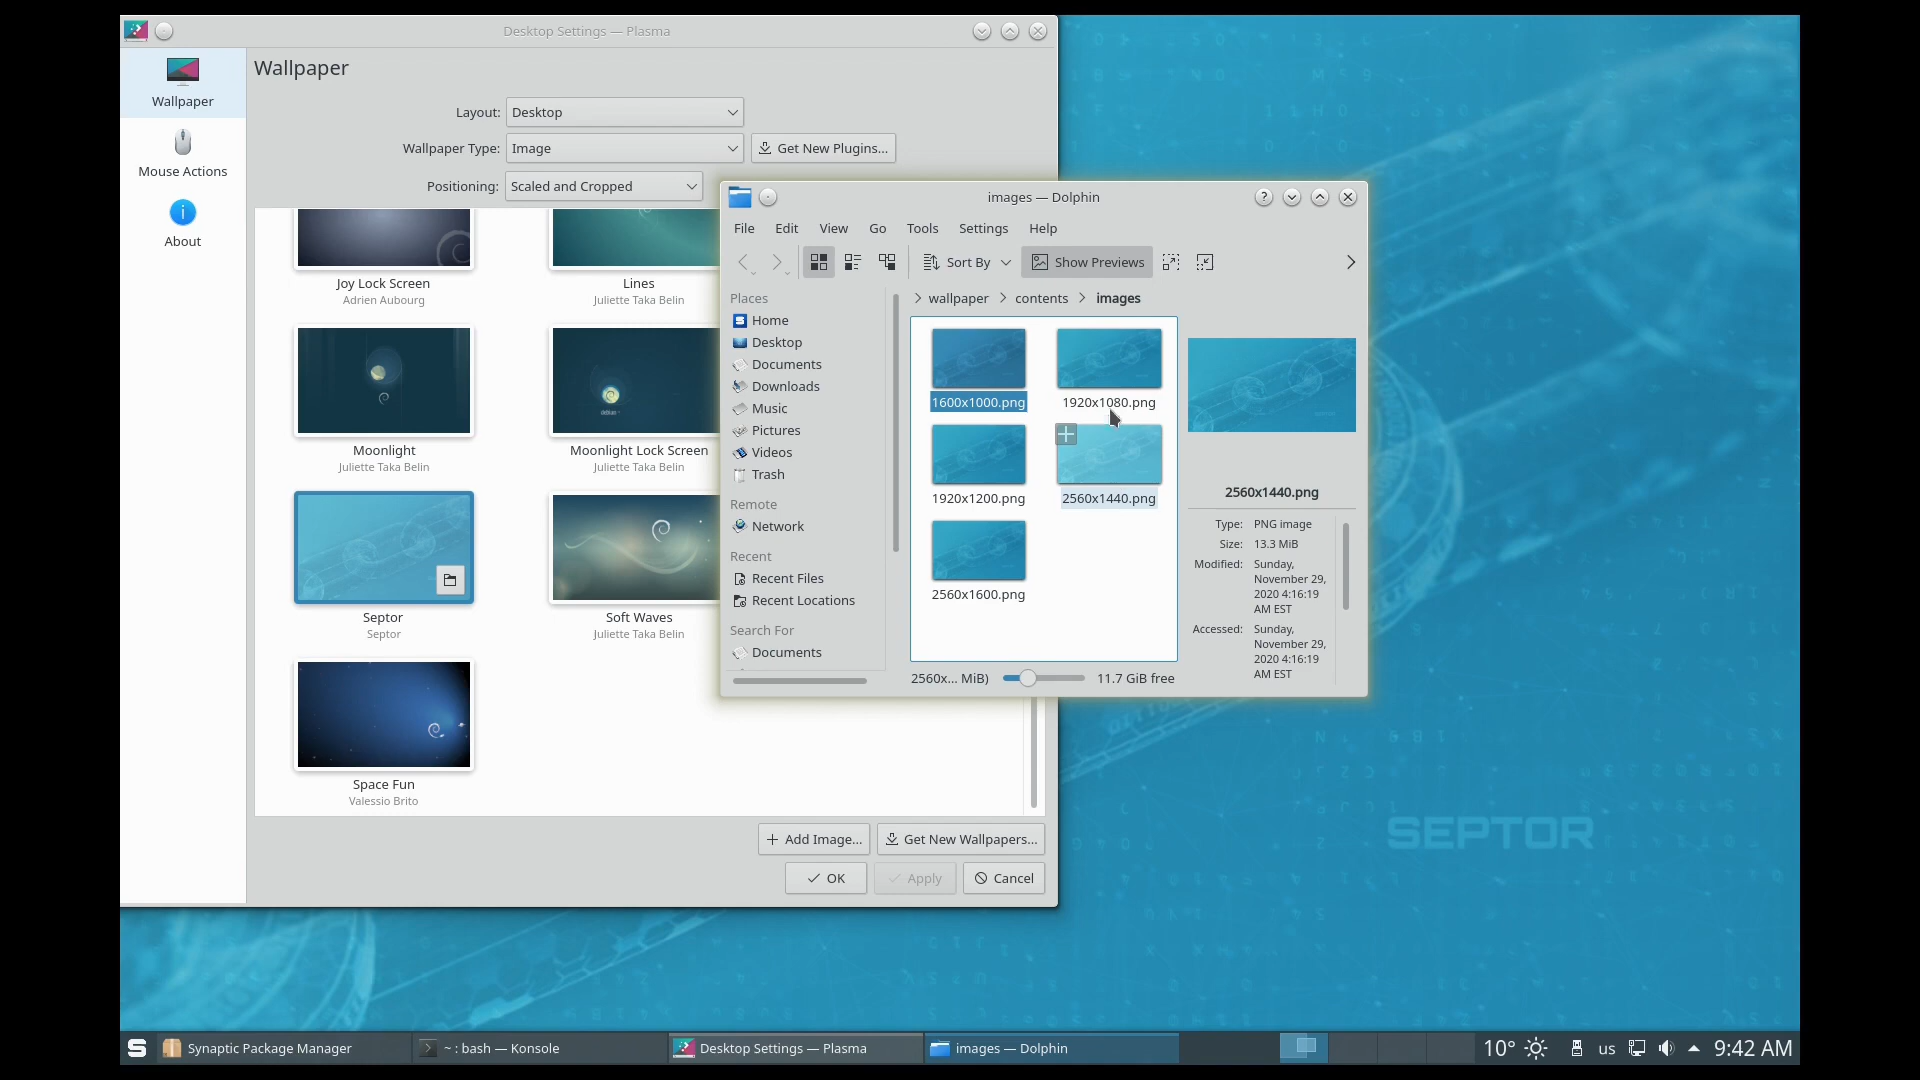 Desktop Settings — Plasma
Wallpaper
Mouse Actions
About
Wallpaper
Layout: Desktop
Wallpaper Type: Image Get New Plugins...
Positioning: Scaled and Cropped
Joy Lock Screen
Adrien Aubourg
Lines
Juliette Taka Belin
Moonlight
Juliette Taka Belin
Moonlight Lock Screen
Juliette Taka Belin
Septor
Septor
Soft Waves
Juliette Taka Belin
Space Fun
Valessio Brito
Add Image... Get New Wallpapers...
OK Apply Cancel
images — Dolphin
File Edit View Go Tools Settings Help
Sort By Show Previews
wallpaper contents images
Places
Home
Desktop
Documents
Downloads
Music
Pictures
Videos
Trash
Remote
Network
Recent
Recent Files
Recent Locations
Search For
Documents
1600x1000.png 1920x1080.png
1920x1200.png 2560x1440.png
2560x1600.png
2560x... MiB) 11.7 GiB free
2560x1440.png
Type: PNG image
Size: 13.3 MiB
Modified: Sunday,
November 29,
2020 4:16:19
AM EST
Accessed: Sunday,
November 29,
2020 4:16:19
AM EST
SEPTOR
Synaptic Package Manager ~ : bash — Konsole Desktop Settings — Plasma images — Dolphin 10° us 9:42 AM